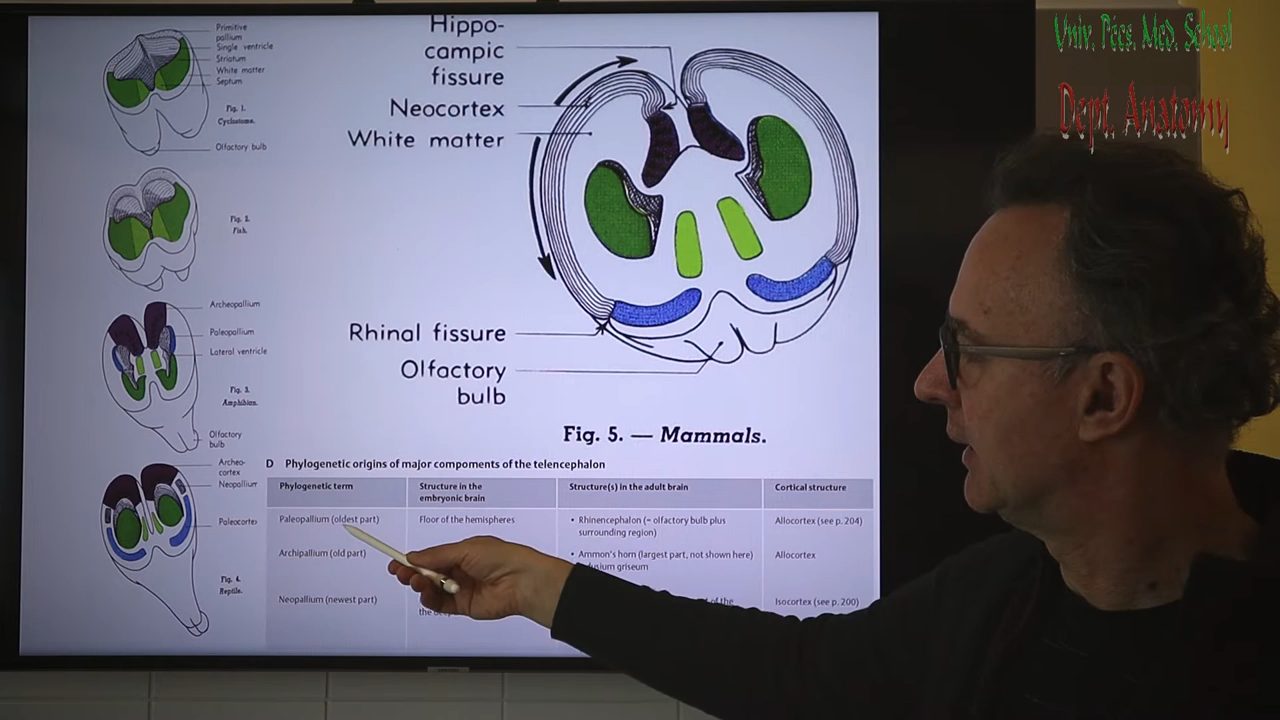 Univ. Pécs. Med. School
Dept. Anatomy
Primitive
pallium
Single ventricle
Striatum
White matter
Septum
Fig. 1.
Cyclostome.
Olfactory bulb
Fig. 2.
Fish.
Archeopallium
Paleopallium
Lateral ventricle
Fig. 3.
Amphibian.
Olfactory
bulb
Archeo-
cortex
Neopallium
Paleocortex
Fig. 4.
Reptile.
Hippo-
campic
fissure
Neocortex
White matter
Rhinal fissure
Olfactory
bulb
Fig. 5. — Mammals.
D Phylogenetic origins of major compoments of the telencephalon
Phylogenetic term
Structure in the
embryonic brain
Structure(s) in the adult brain
Cortical structure
Paleopallium (oldest part)
Floor of the hemispheres
• Rhinencephalon (= olfactory bulb plus
surrounding region)
Allocortex (see p. 204)
Archipallium (old part)
• Ammon's horn (largest part, not shown here)
griseum
Allocortex
Neopallium (newest part)
the
of the
Isocortex (see p. 200)